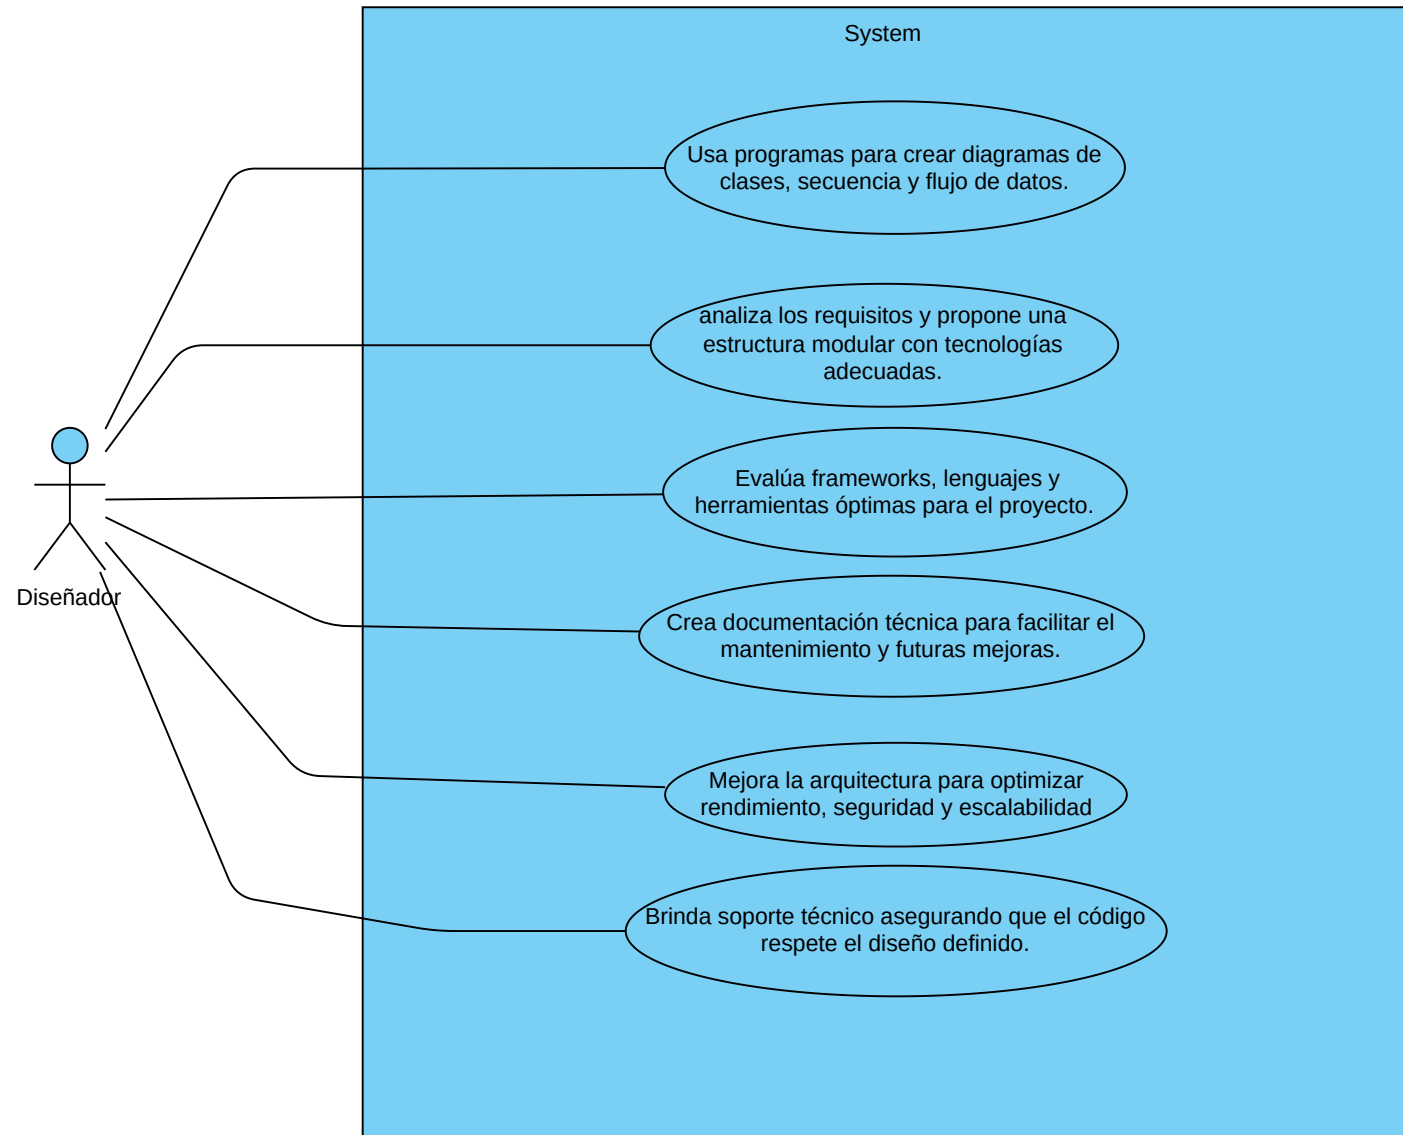 System
Usa programas para crear diagramas de
clases, secuencia y flujo de datos.
analiza los requisitos y propone una
estructura modular con tecnologías
adecuadas.
Evalúa frameworks, lenguajes y
herramientas óptimas para el proyecto.
Diseñador
Crea documentación técnica para facilitar el
mantenimiento y futuras mejoras.
Mejora la arquitectura para optimizar
rendimiento, seguridad y escalabilidad
Brinda soporte técnico asegurando que el código
respete el diseño definido.